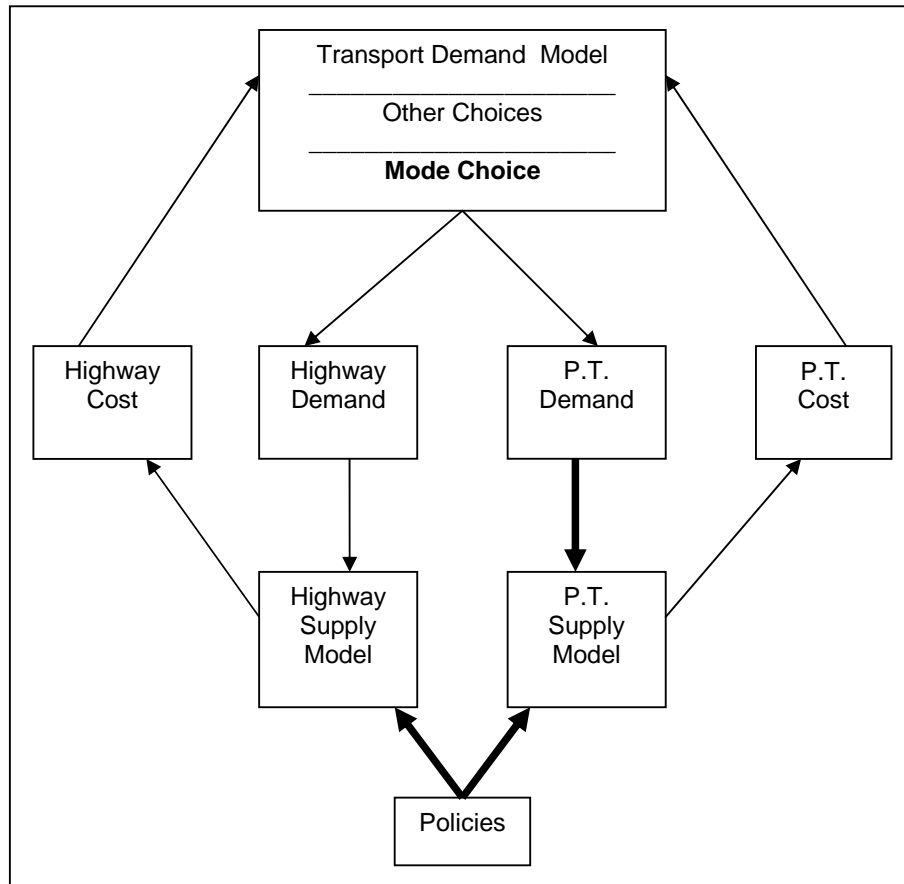 Transport Demand Model
Other Choices
Mode Choice
Highway
Cost
Highway
Demand
P.T.
Demand
P.T.
Cost
Highway
Supply
Model
P.T.
Supply
Model
Policies